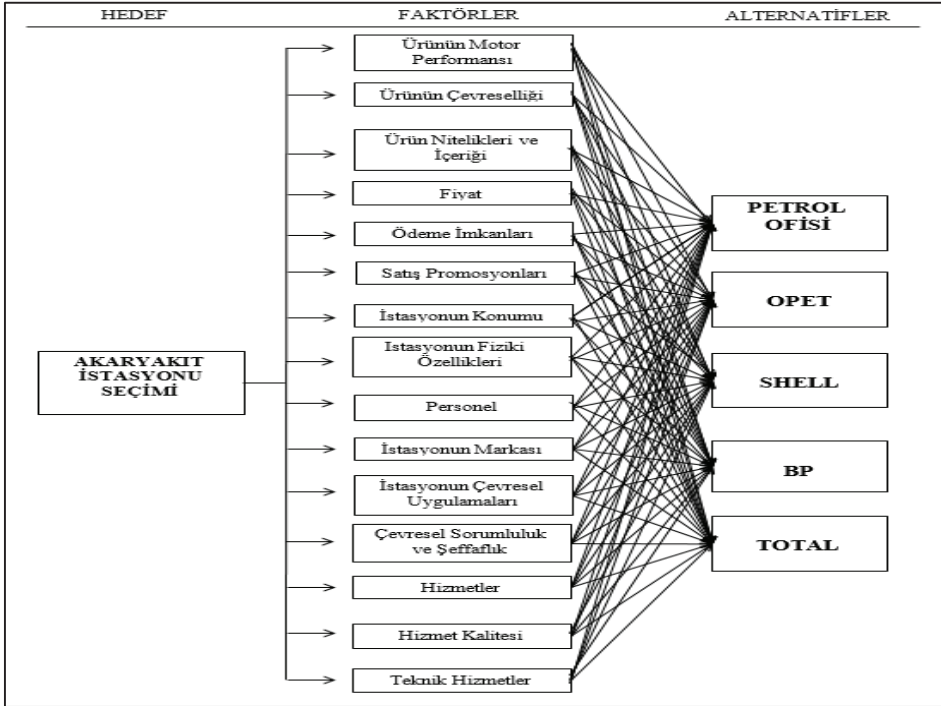 HEDEF
FAKTÖRLER
ALTERNATİFLER
Ürünün Motor
Performansı
Ürünün Çevreselliği
Ürün Nitelikleri ve
İçeriği
Fiyat
Ödeme İmkanları
Satış Promosyonları
İstasyonun Konumu
Istasyonun Fiziki
Özellikleri
Personel
İstasyonun Markası
İstasyonun Çevresel
Uygulamaları
Çevresel Sorumluluk
ve Şeffaflık
Hizmetler
Hizmet Kalitesi
Teknik Hizmetler
AKARYAKIT
İSTASYONU
SEÇİMİ
PETROL
OFİSİ
OPET
SHELL
BP
TOTAL